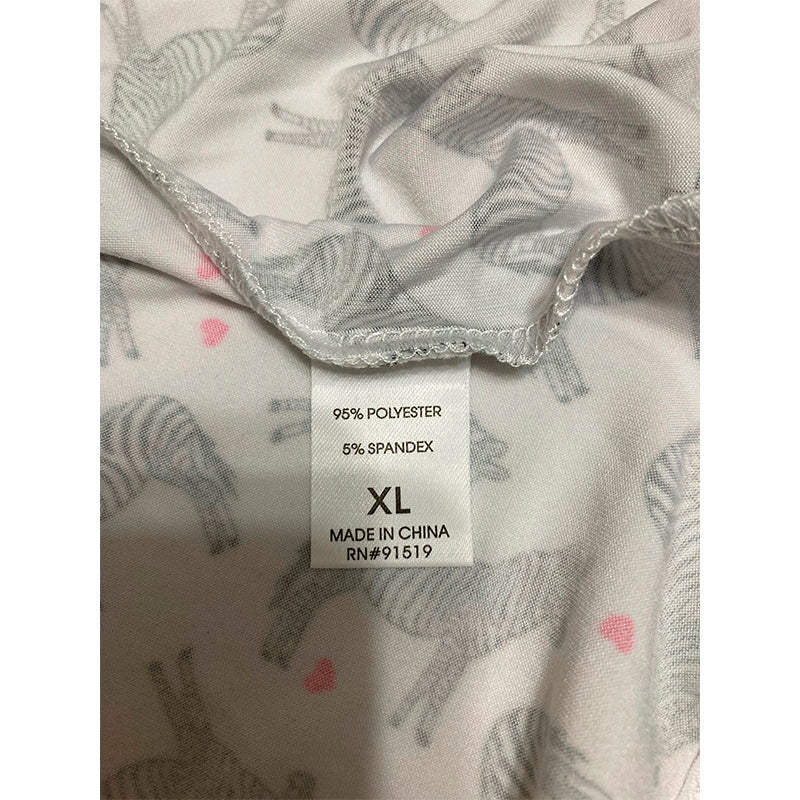 95% POLYESTER
5% SPANDEX
XL
MADE IN CHINA
RN#91519